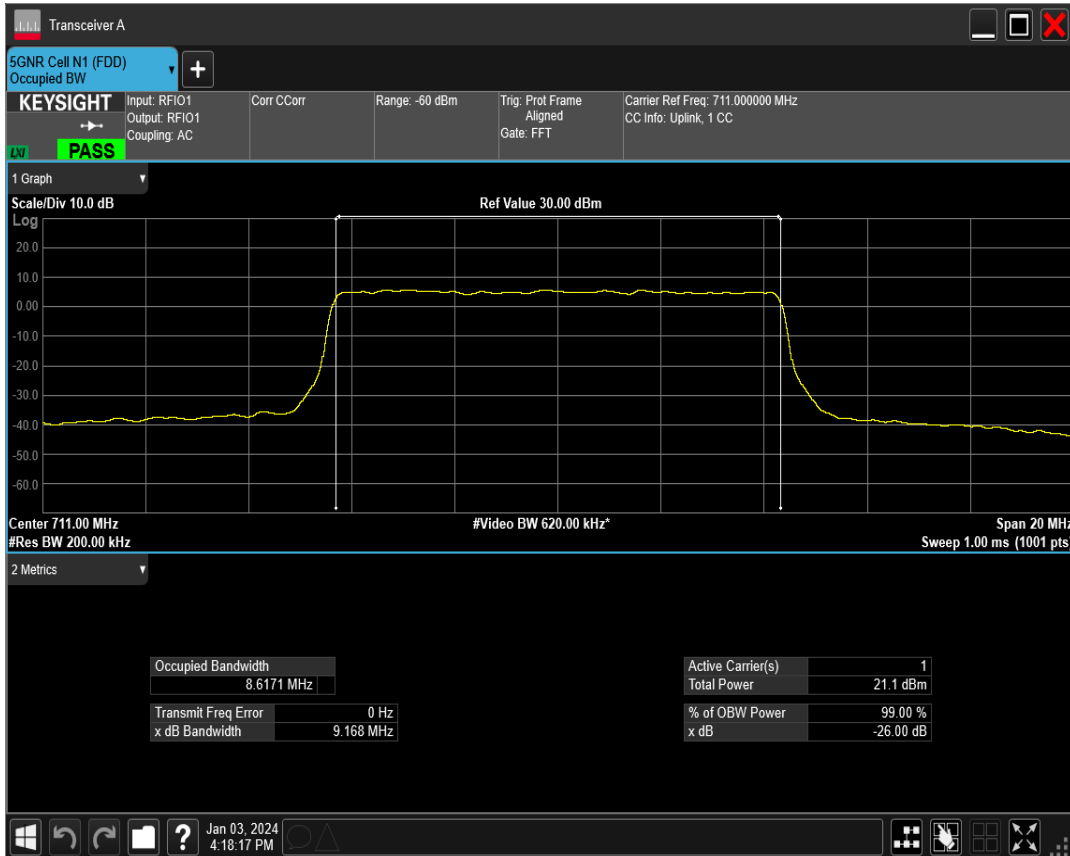 Transceiver A
5GNR Cell N1 (FDD)
Occupied BW
+
KEYSIGHT
LXI
PASS
Input: RFIO1
Output: RFIO1
Coupling: AC
Corr CCorr
Range: -60 dBm
Trig: Prot Frame
Aligned
Gate: FFT
Carrier Ref Freq: 711.000000 MHz
CC Info: Uplink, 1 CC
1 Graph
Scale/Div 10.0 dB
Ref Value 30.00 dBm
Log
20.0
10.0
0.00
-10.0
-20.0
-30.0
-40.0
-50.0
-60.0
Center 711.00 MHz
#Video BW 620.00 kHz*
Span 20 MHz
#Res BW 200.00 kHz
Sweep 1.00 ms (1001 pts)
2 Metrics
Occupied Bandwidth
8.6171 MHz
Transmit Freq Error 0 Hz
x dB Bandwidth 9.168 MHz
Active Carrier(s) 1
Total Power 21.1 dBm
% of OBW Power 99.00 %
x dB -26.00 dB
?
Jan 03, 2024
4:18:17 PM